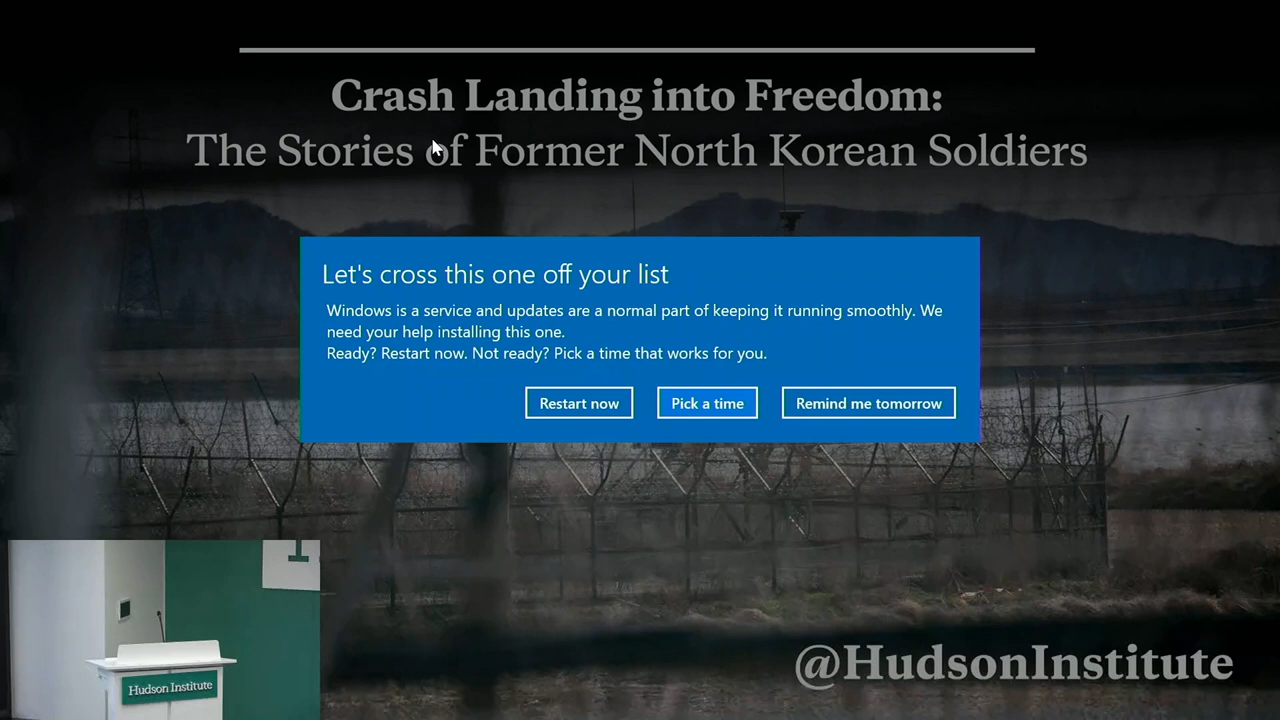 Crash Landing into Freedom:
The Stories of Former North Korean Soldiers
Let's cross this one off your list
Windows is a service and updates are a normal part of keeping it running smoothly. We
need your help installing this one.
Ready? Restart now. Not ready? Pick a time that works for you.
Restart now
Pick a time
Remind me tomorrow
Hudson Institute
@HudsonInstitute